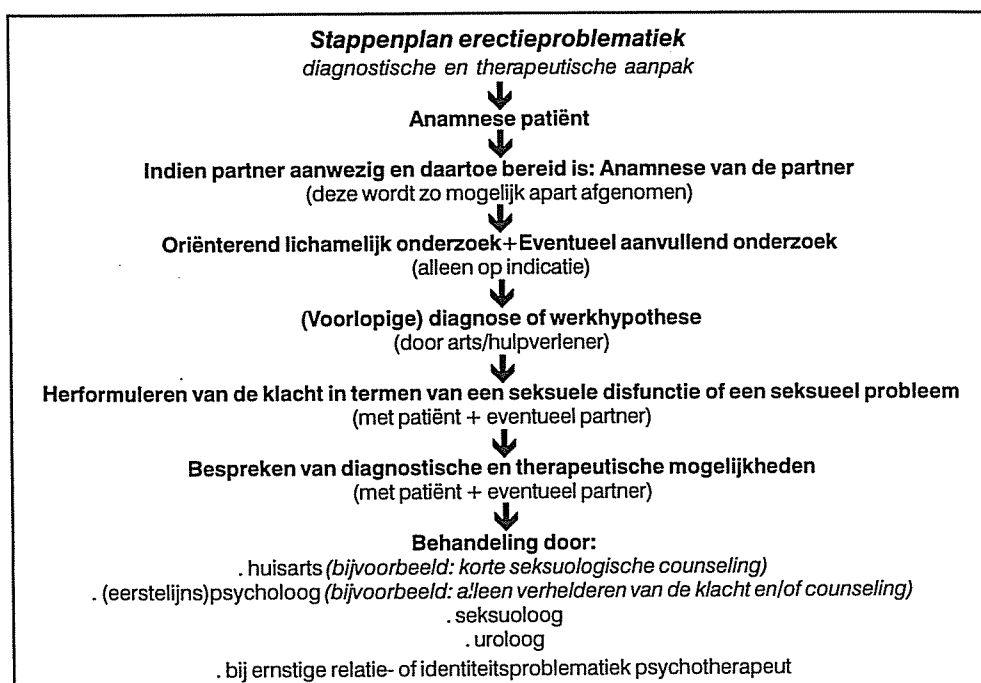 Stappenplan erectieproblematiek
diagnostische en therapeutische aanpak
Anamnese patiënt
Indien partner aanwezig en daartoe bereid is: Anamnese van de partner
(deze wordt zo mogelijk apart afgenomen)
Oriënterend lichamelijk onderzoek+Eventueel aanvullend onderzoek
(alleen op indicatie)
(Voorlopige) diagnose of werkhypothese
(door arts/hulpverlener)
Herformuleren van de klacht in termen van een seksuele disfunctie of een seksueel probleem
(met patiënt + eventueel partner)
Bespreken van diagnostische en therapeutische mogelijkheden
(met patiënt + eventueel partner)
Behandeling door:
. huisarts (bijvoorbeeld: korte seksuologische counseling)
. (eerstelijns)psycholoog (bijvoorbeeld: alleen verhelderen van de klacht en/of counseling)
. seksuoloog
. uroloog
. bij ernstige relatie- of identiteitsproblematiek psychotherapeut